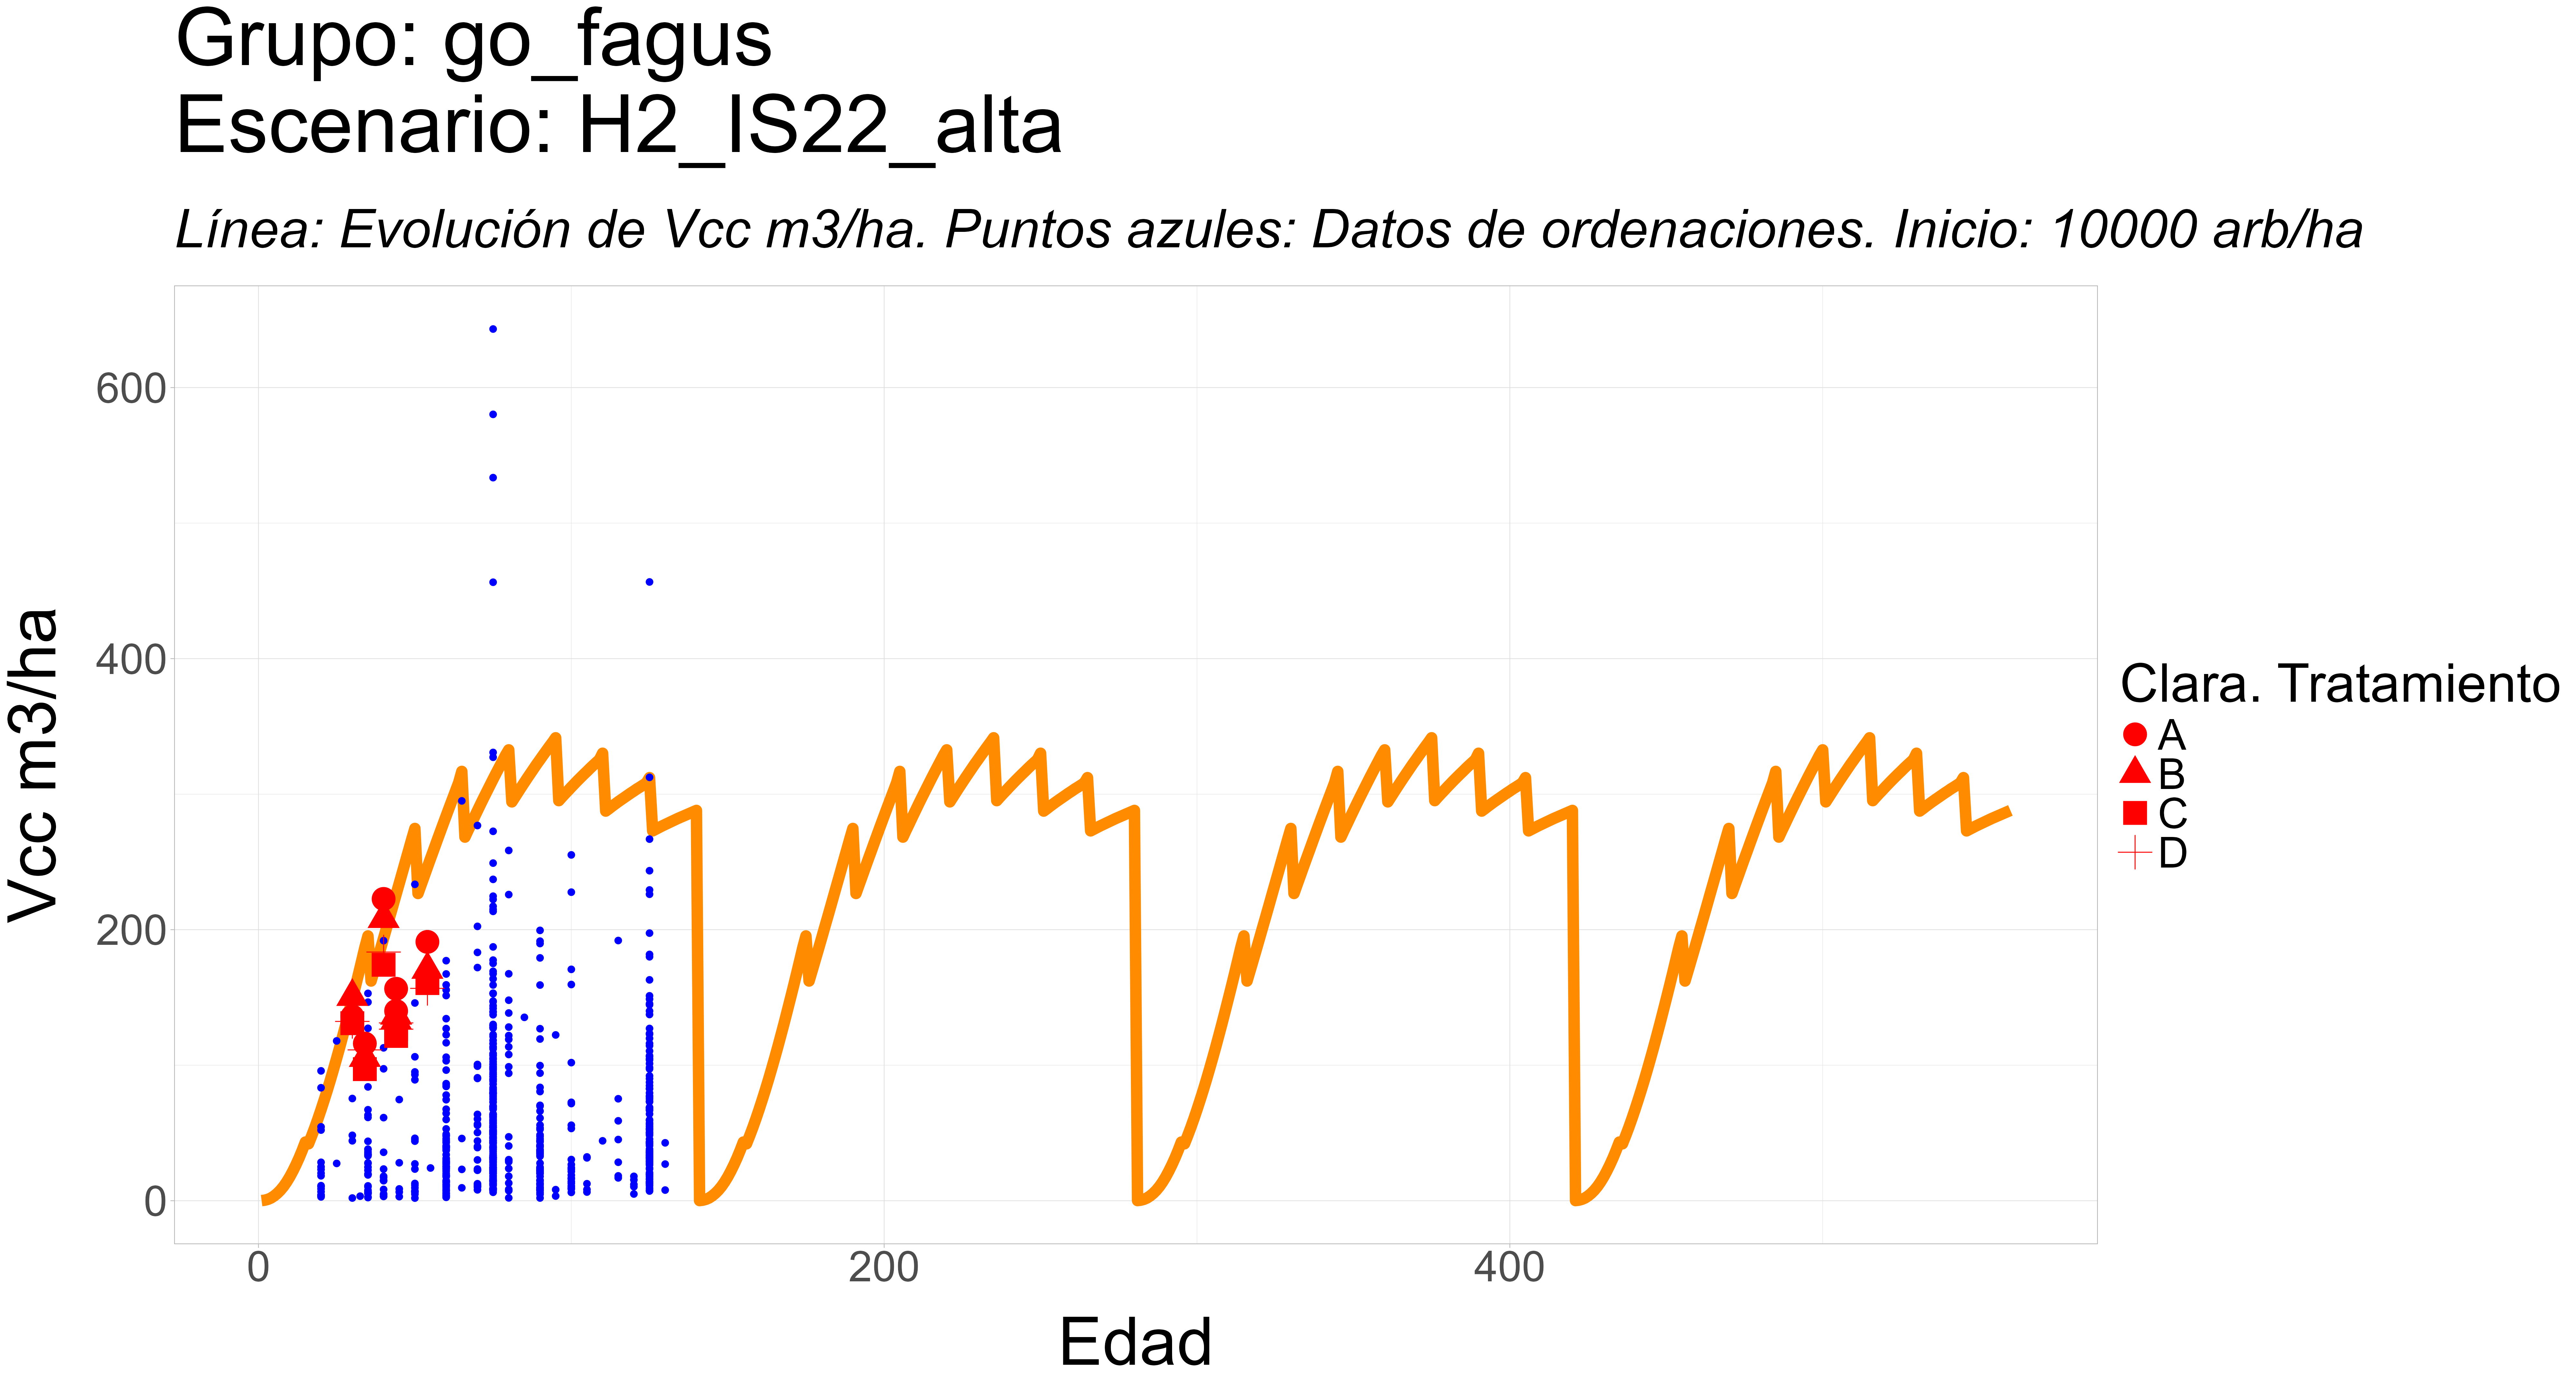 Grupo: go_fagus
Escenario: H2_IS22_alta
Línea: Evolución de Vcc m3/ha. Puntos azules: Datos de ordenaciones. Inicio: 10000 arb/ha
Vcc m3/ha
600
400
200
0
0
200
400
Edad
Clara. Tratamiento
A
B
C
D